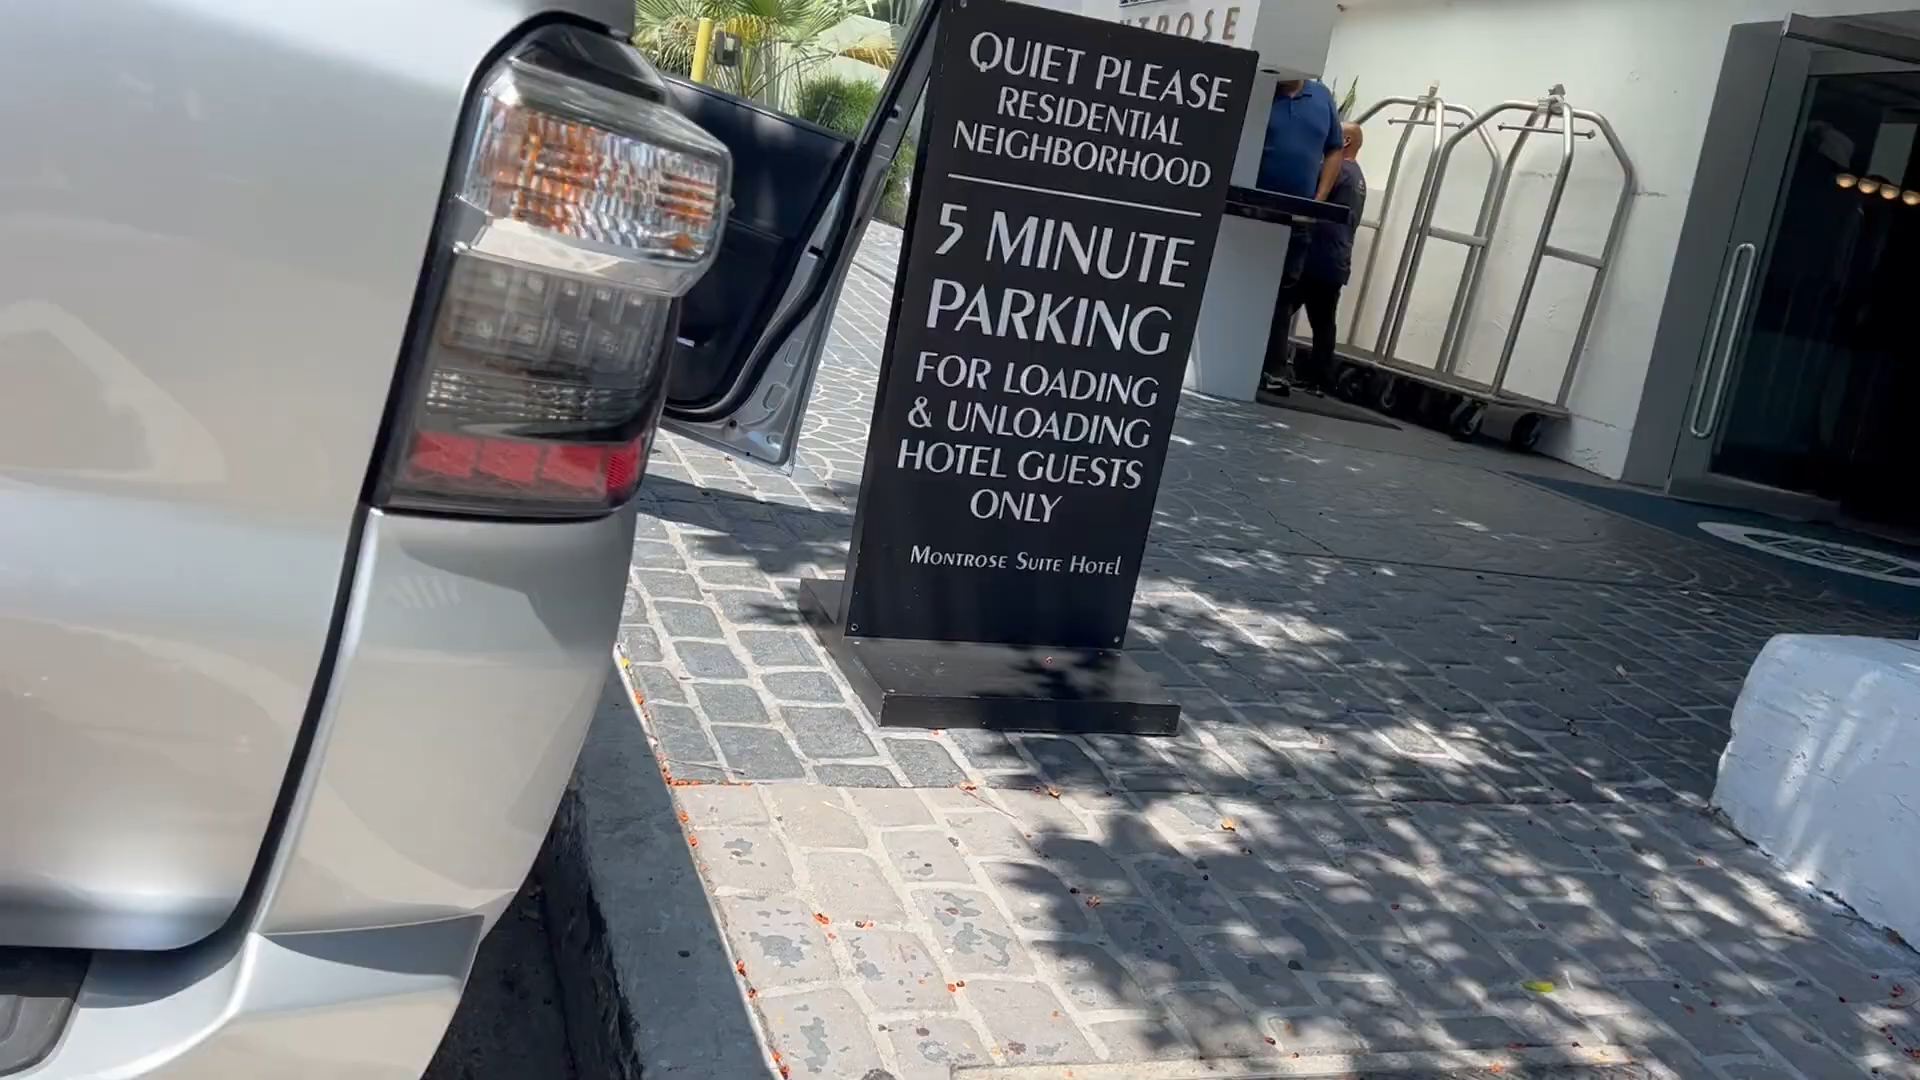 QUIET PLEASE
RESIDENTIAL
NEIGHBORHOOD
5 MINUTE
PARKING
FOR LOADING
& UNLOADING
HOTEL GUESTS
ONLY
MONTROSE SUITE HOTEL